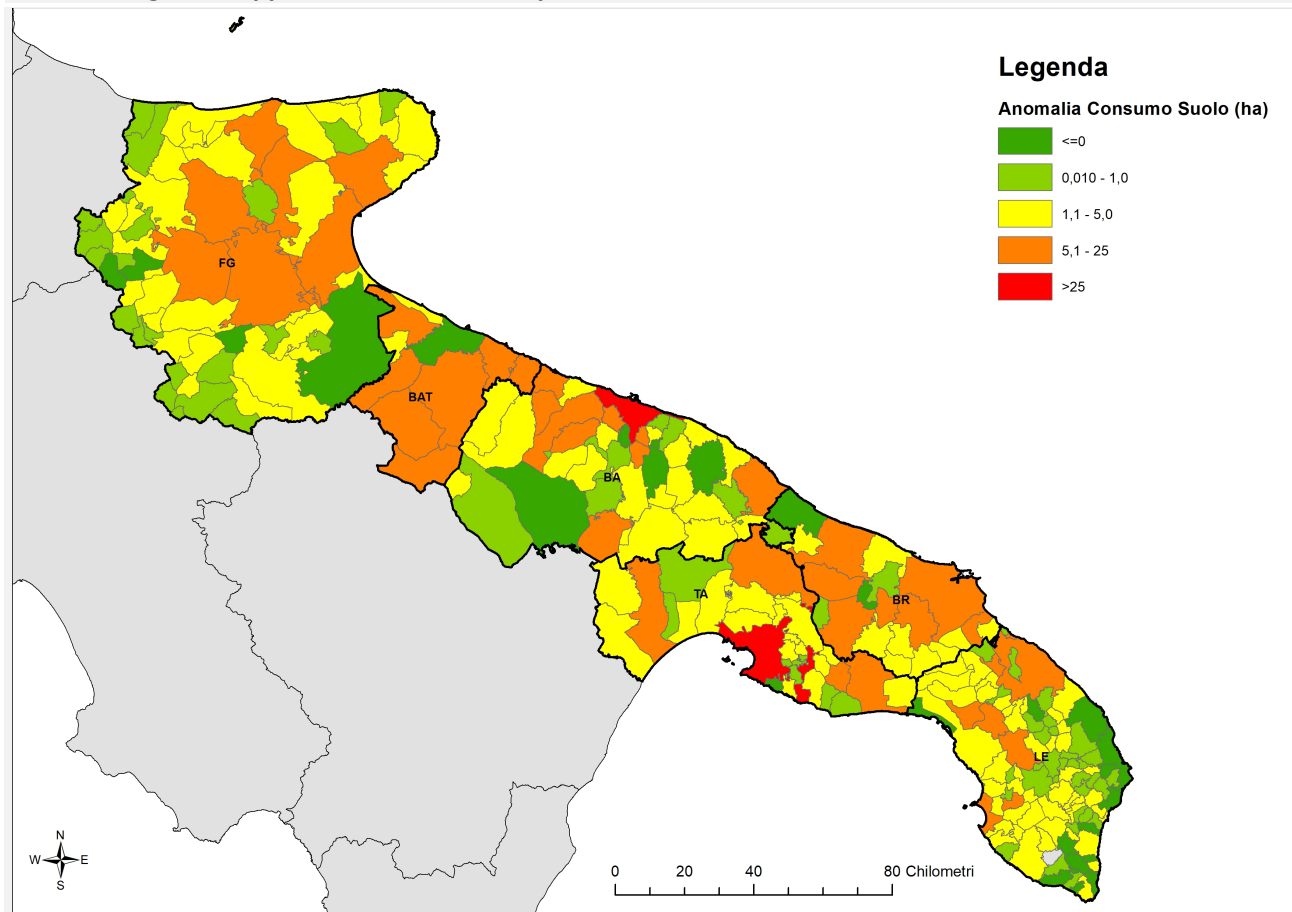 Legenda
Anomalia Consumo Suolo (ha)
<=0
0,010 - 1,0
1,1 - 5,0
5,1 - 25
>25
FG
BAT
BA
TA
BR
LE
N
W E
S
0 20 40 80 Chilometri